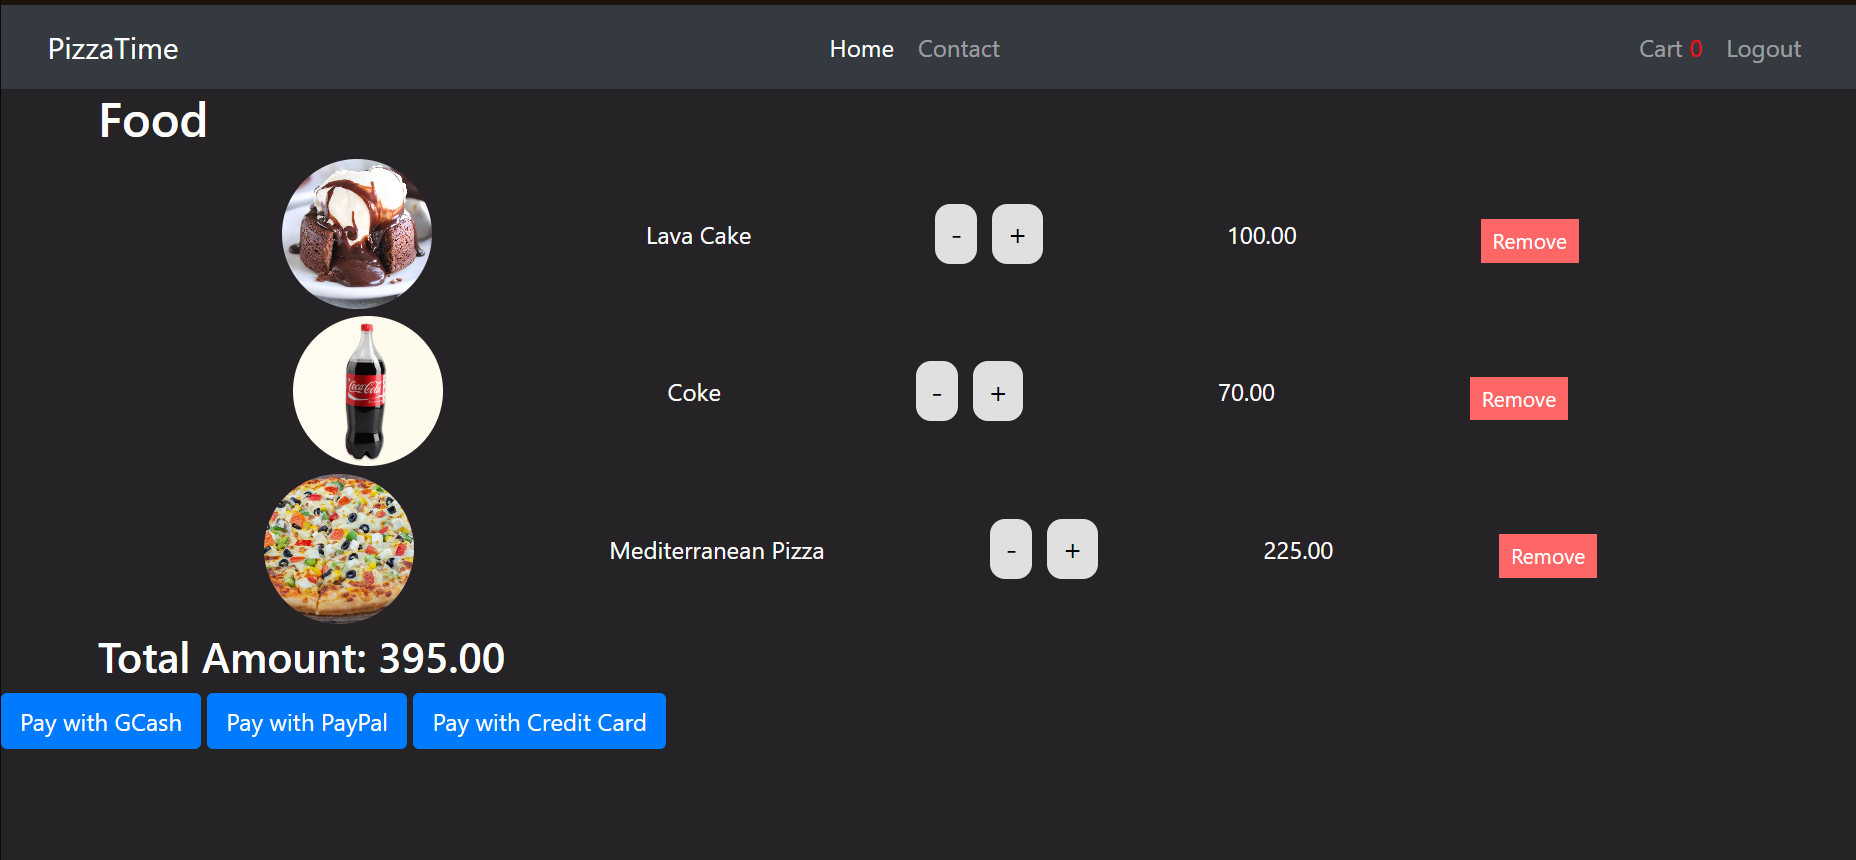 PizzaTime Home Contact Cart 0 Logout
Food
Lava Cake - + 100.00 Remove
Coca-Cola
Coke - + 70.00 Remove
Mediterranean Pizza - + 225.00 Remove
Total Amount: 395.00
Pay with GCash Pay with PayPal Pay with Credit Card